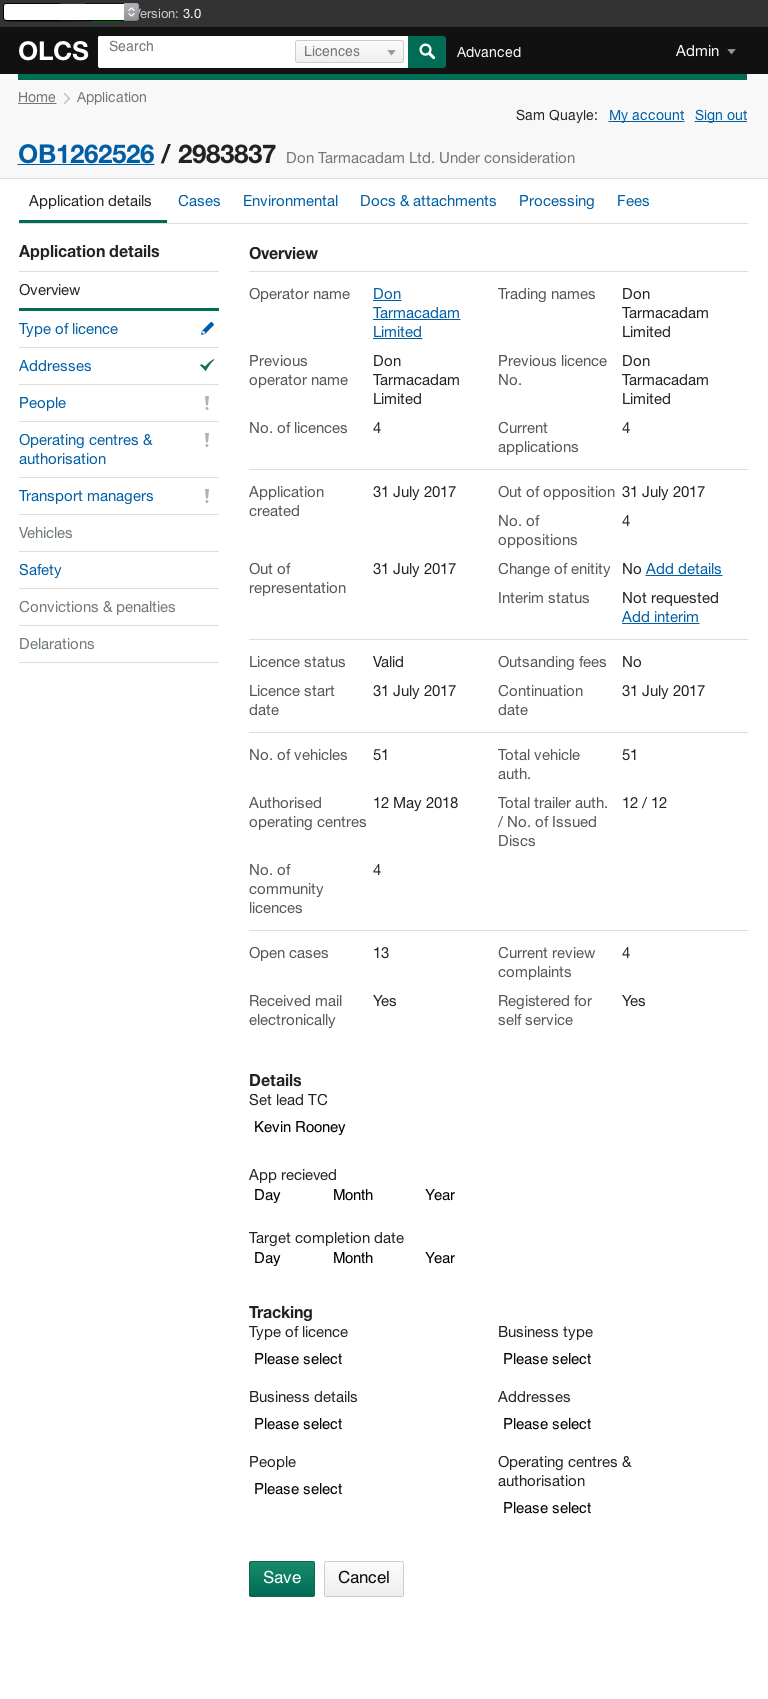 Version: 3.0
OLCS Search Licences Advanced Admin
Home Application
Sam Quayle: My account Sign out
OB1262526 / 2983837 Don Tarmacadam Ltd. Under consideration
Application details Cases Environmental Docs & attachments Processing Fees
Application details
Overview
Type of licence
Addresses
People
Operating centres &
authorisation
Transport managers
Vehicles
Safety
Convictions & penalties
Delarations
Overview
Operator name Don Trading names Don
Tarmacadam Tarmacadam
Limited Limited
Previous Don Previous licence Don
operator name Tarmacadam No. Tarmacadam
Limited Limited
No. of licences 4 Current 4
applications
Application 31 July 2017 Out of opposition 31 July 2017
created
No. of 4
oppositions
Out of 31 July 2017 Change of enitity No Add details
representation
Interim status Not requested
Add interim
Licence status Valid Outsanding fees No
Licence start 31 July 2017 Continuation 31 July 2017
date date
No. of vehicles 51 Total vehicle 51
auth.
Authorised 12 May 2018 Total trailer auth. 12 / 12
operating centres / No. of Issued
Discs
No. of 4
community
licences
Open cases 13 Current review 4
complaints
Received mail Yes Registered for Yes
electronically self service
Details
Set lead TC
Kevin Rooney
App recieved
Day Month Year
Target completion date
Day Month Year
Tracking
Type of licence Business type
Please select Please select
Business details Addresses
Please select Please select
People Operating centres &
authorisation
Please select
Please select
Save Cancel